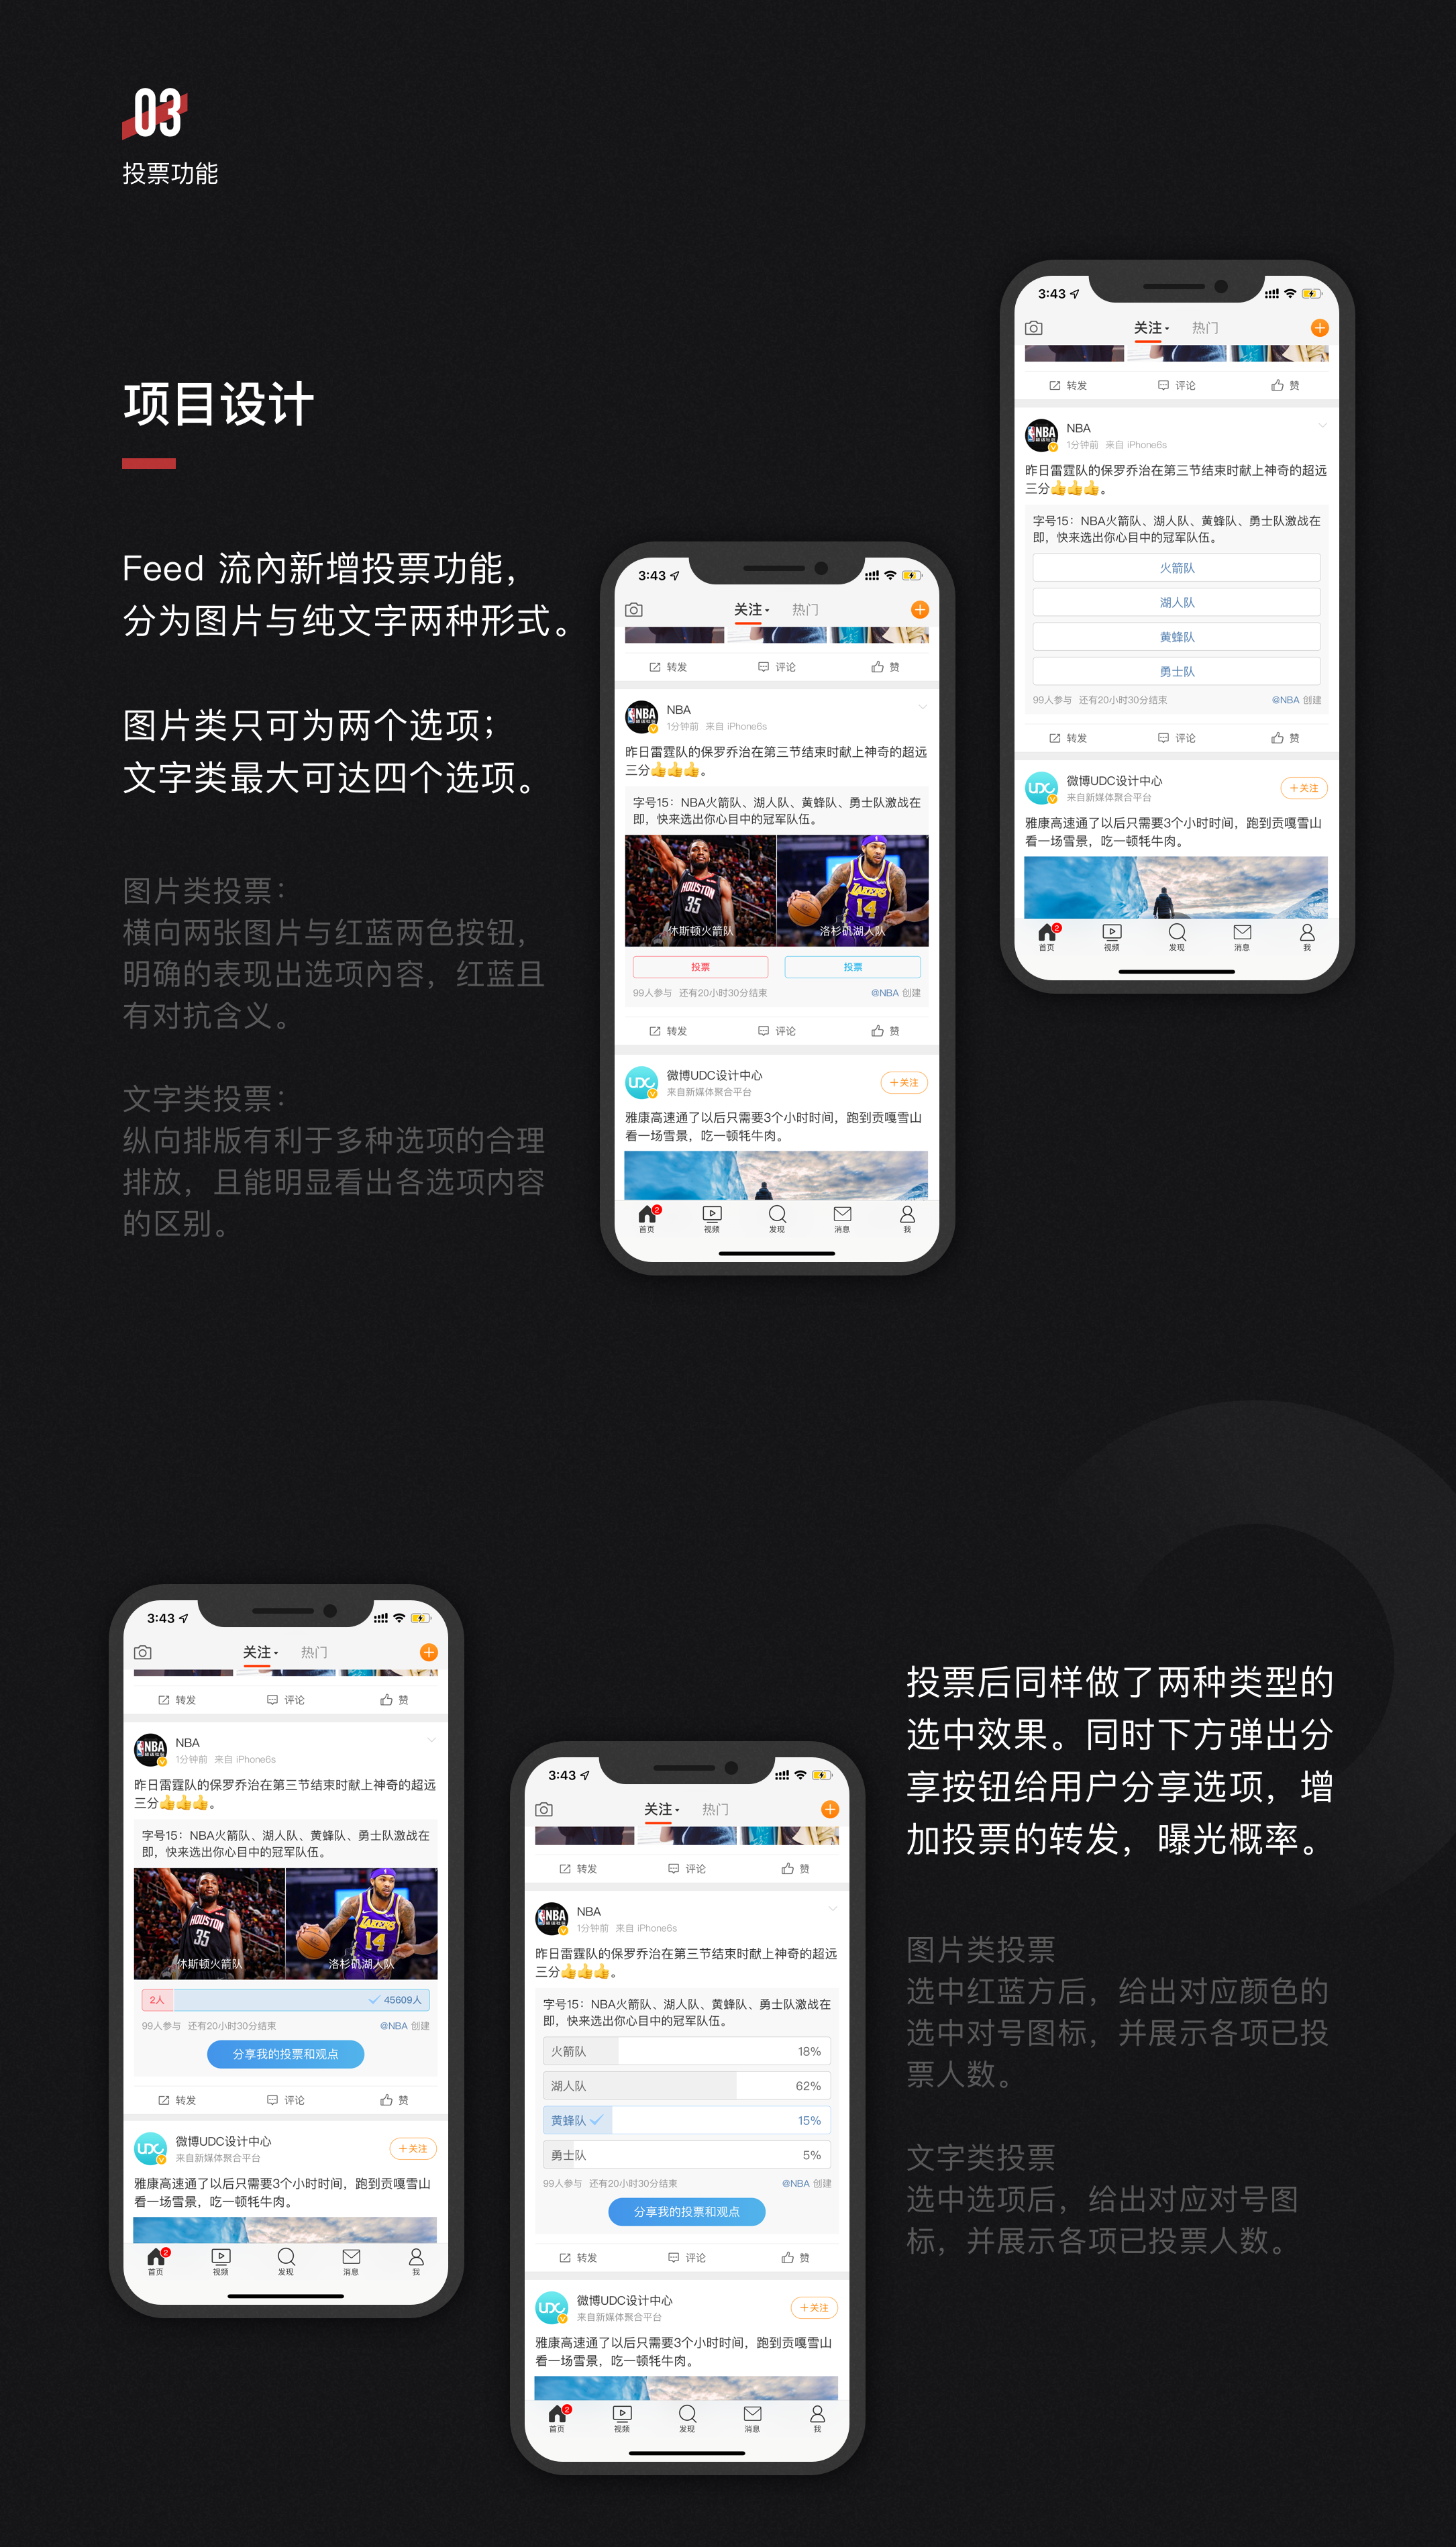 03
投票功能
项目设计
Feed 流内新增投票功能，
分为图片与纯文字两种形式。
图片类只可为两个选项；
文字类最大可达四个选项。
图片类投票：
横向两张图片与红蓝两色按钮，
明确的表现出选项内容，红蓝且
有对抗含义。
文字类投票：
纵向排版有利于多种选项的合理
排放，且能明显看出各选项内容
的区别。
3:43
关注 热门
转发 评论 赞
NBA
1分钟前 来自 iPhone6s
昨日雷霆队的保罗乔治在第三节结束时献上神奇的超远
三分👍👍👍。
字号15：NBA火箭队、湖人队、黄蜂队、勇士队激战在
即，快来选出你心目中的冠军队伍。
HOUSTON
35
LAKERS
14
休斯顿火箭队 洛杉矶湖人队
投票 投票
99人参与 还有20小时30分结束 @NBA 创建
转发 评论 赞
UDC
微博UDC设计中心
来自新媒体聚合平台
+关注
雅康高速通了以后只需要3个小时时间，跑到贡嘎雪山
看一场雪景，吃一顿牦牛肉。
2
首页 视频 发现 消息 我
3:43
关注 热门
转发 评论 赞
NBA
1分钟前 来自 iPhone6s
昨日雷霆队的保罗乔治在第三节结束时献上神奇的超远
三分👍👍👍。
字号15：NBA火箭队、湖人队、黄蜂队、勇士队激战在
即，快来选出你心目中的冠军队伍。
火箭队
湖人队
黄蜂队
勇士队
99人参与 还有20小时30分结束 @NBA 创建
转发 评论 赞
UDC
微博UDC设计中心
来自新媒体聚合平台
+关注
雅康高速通了以后只需要3个小时时间，跑到贡嘎雪山
看一场雪景，吃一顿牦牛肉。
2
首页 视频 发现 消息 我
3:43
关注 热门
转发 评论 赞
NBA
1分钟前 来自 iPhone6s
昨日雷霆队的保罗乔治在第三节结束时献上神奇的超远
三分👍👍👍。
字号15：NBA火箭队、湖人队、黄蜂队、勇士队激战在
即，快来选出你心目中的冠军队伍。
HOUSTON
35
LAKERS
14
休斯顿火箭队 洛杉矶湖人队
2人 45609人
99人参与 还有20小时30分结束 @NBA 创建
分享我的投票和观点
转发 评论 赞
UDC
微博UDC设计中心
来自新媒体聚合平台
+关注
雅康高速通了以后只需要3个小时时间，跑到贡嘎雪山
看一场雪景，吃一顿牦牛肉。
2
首页 视频 发现 消息 我
3:43
关注 热门
转发 评论 赞
NBA
1分钟前 来自 iPhone6s
昨日雷霆队的保罗乔治在第三节结束时献上神奇的超远
三分👍👍👍。
字号15：NBA火箭队、湖人队、黄蜂队、勇士队激战在
即，快来选出你心目中的冠军队伍。
火箭队 18%
湖人队 62%
黄蜂队 15%
勇士队 5%
99人参与 还有20小时30分结束 @NBA 创建
分享我的投票和观点
转发 评论 赞
UDC
微博UDC设计中心
来自新媒体聚合平台
+关注
雅康高速通了以后只需要3个小时时间，跑到贡嘎雪山
看一场雪景，吃一顿牦牛肉。
2
首页 视频 发现 消息 我
投票后同样做了两种类型的
选中效果。同时下方弹出分
享按钮给用户分享选项，增
加投票的转发，曝光概率。
图片类投票
选中红蓝方后，给出对应颜色的
选中对号图标，并展示各项已投
票人数。
文字类投票
选中选项后，给出对应对号图
标，并展示各项已投票人数。